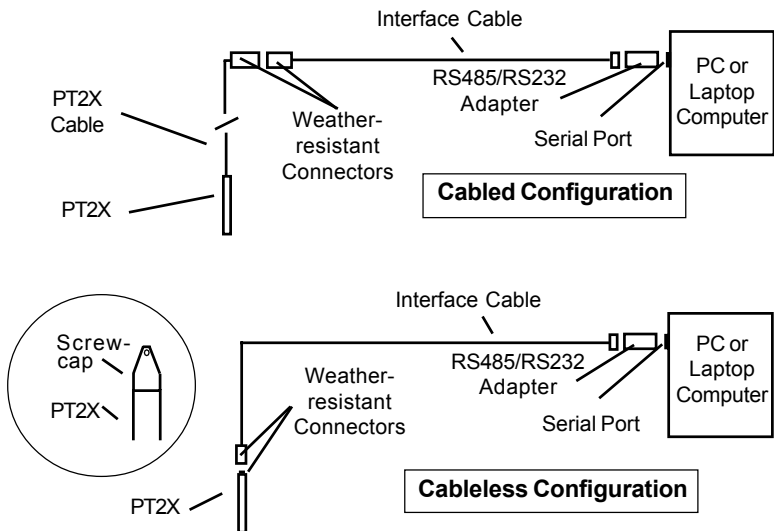 Interface Cable
RS485/RS232
Adapter
PC or
Laptop
Computer
PT2X
Cable
Weather-
resistant
Connectors
Serial Port
PT2X
Cabled Configuration
Interface Cable
Screw-
cap
PT2X
RS485/RS232
Adapter
PC or
Laptop
Computer
Weather-
resistant
Connectors
Serial Port
PT2X
Cableless Configuration